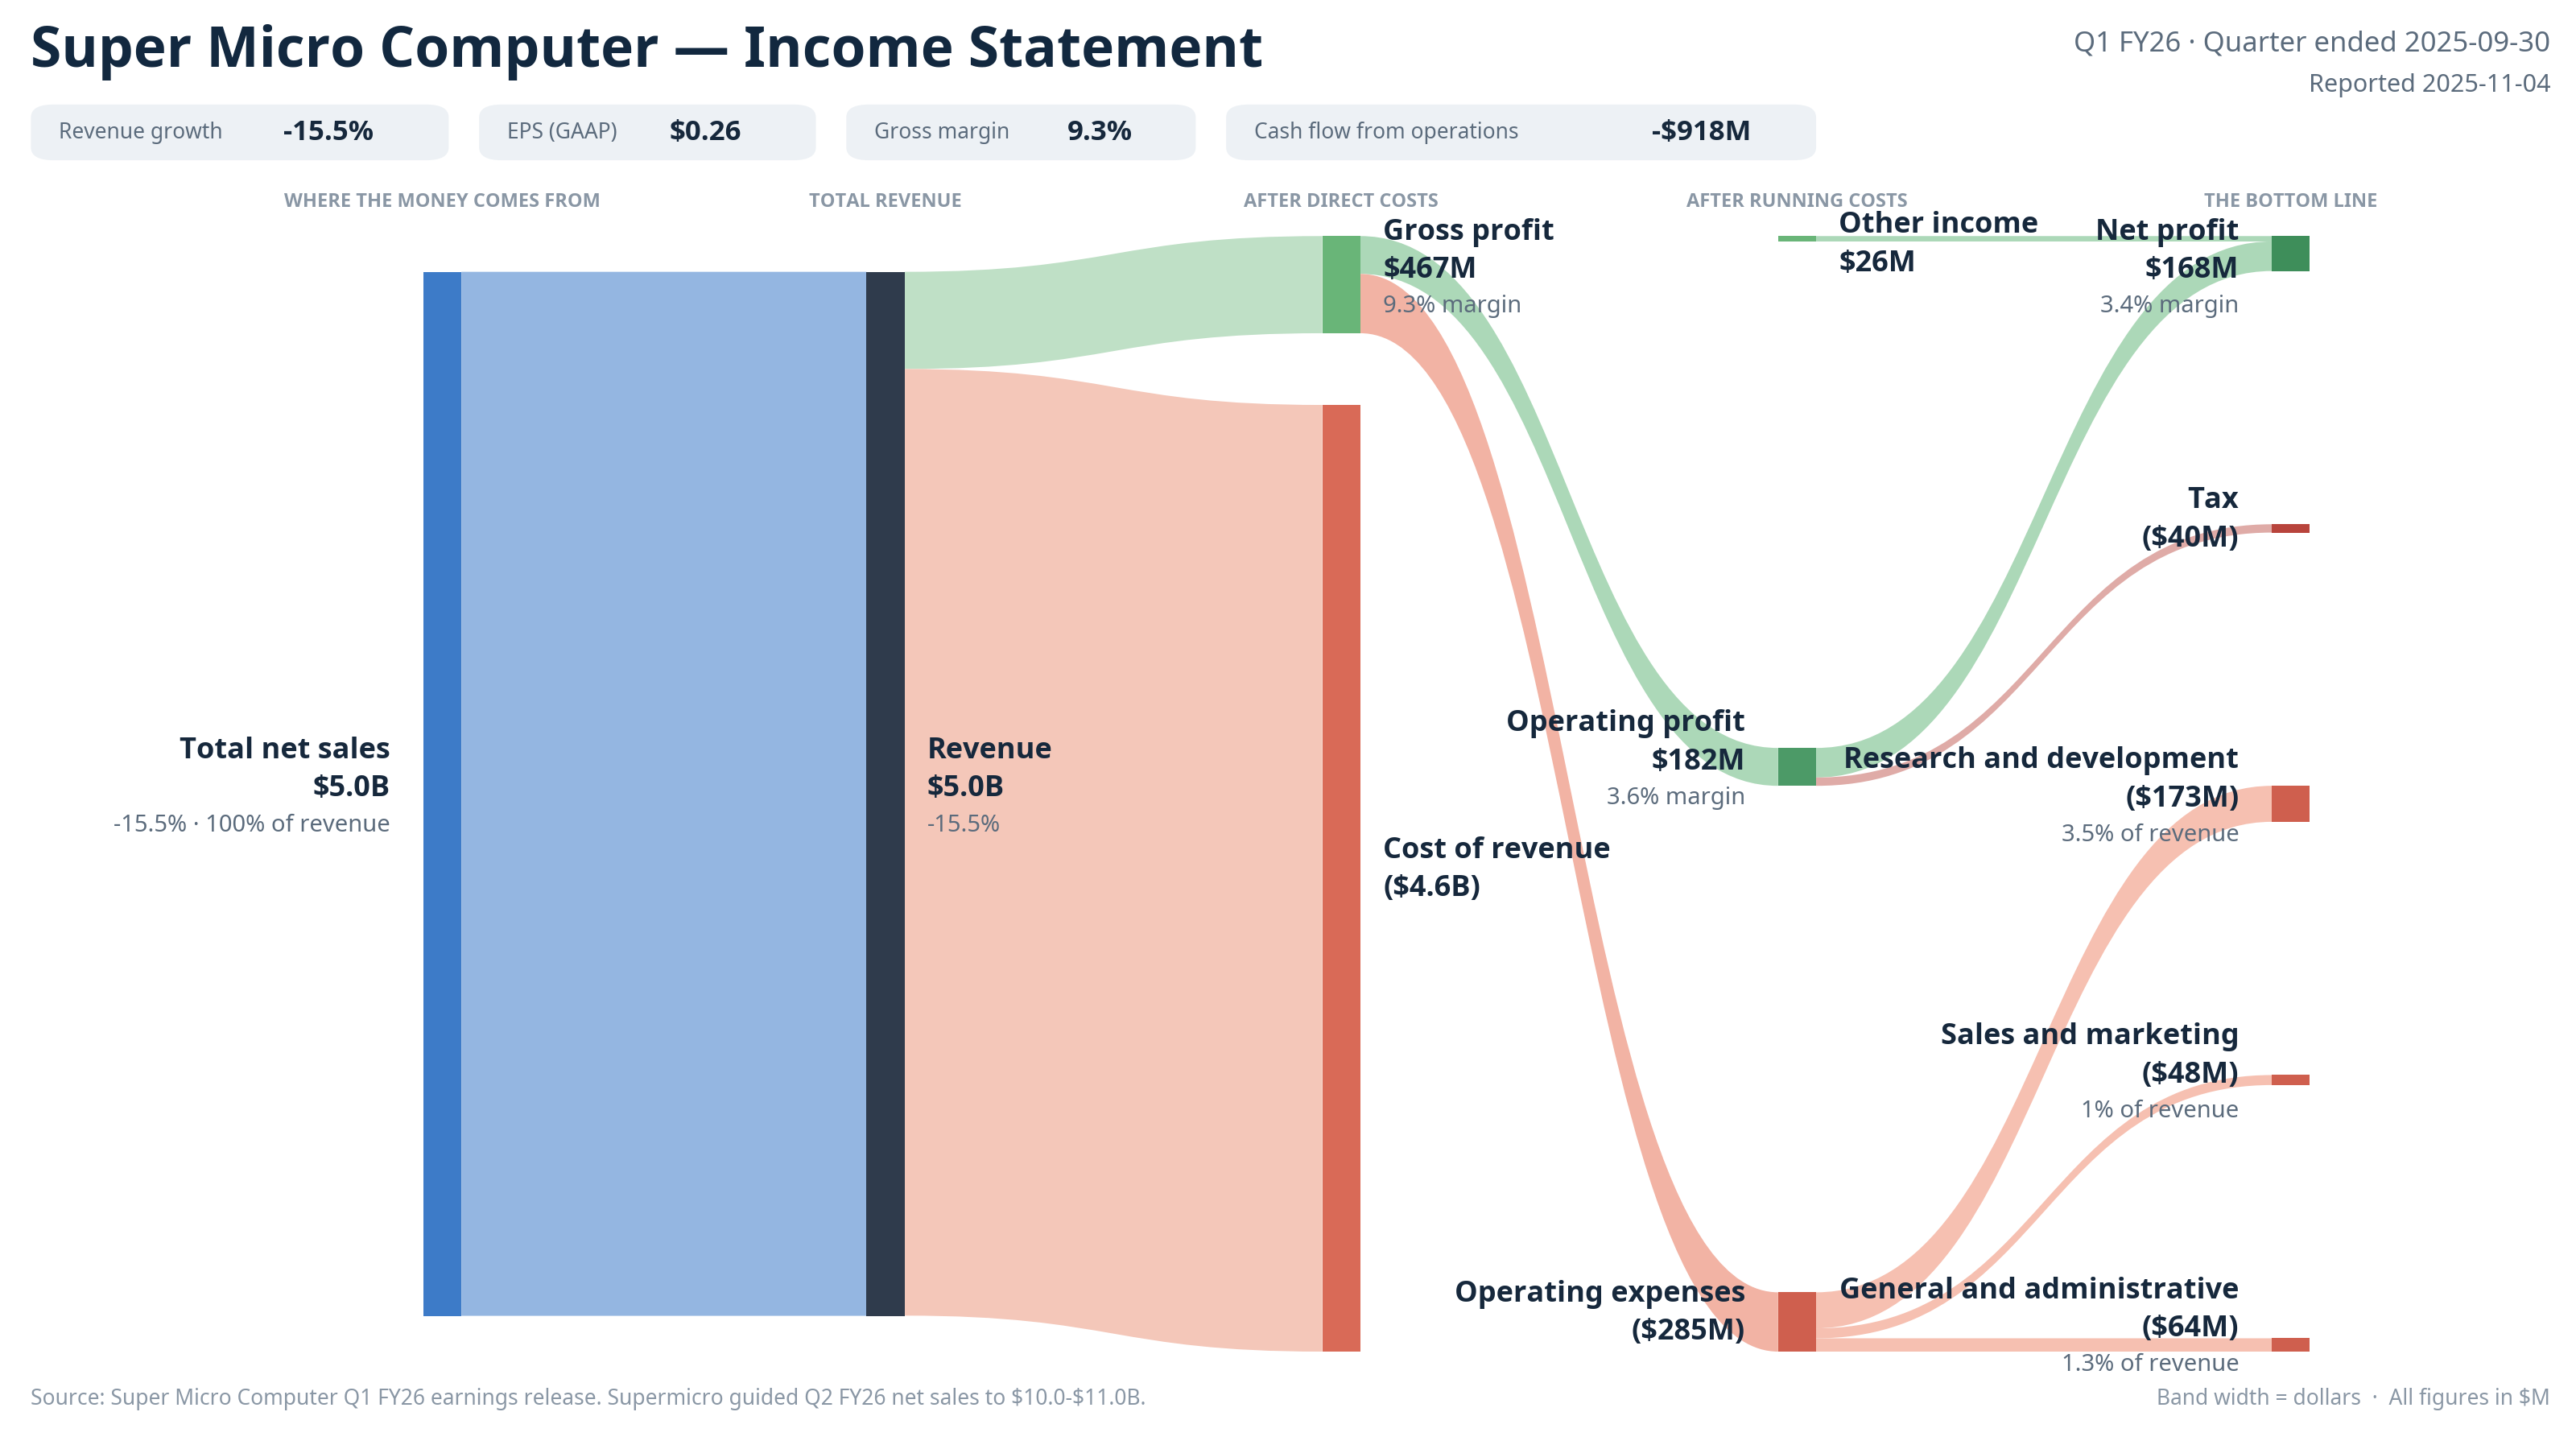 Super Micro Computer — Income Statement
Q1 FY26 · Quarter ended 2025-09-30
Reported 2025-11-04
Revenue growth -15.5%
EPS (GAAP) $0.26
Gross margin 9.3%
Cash flow from operations -$918M
WHERE THE MONEY COMES FROM
TOTAL REVENUE
AFTER DIRECT COSTS
AFTER RUNNING COSTS
THE BOTTOM LINE
Total net sales
$5.0B
-15.5% · 100% of revenue
Revenue
$5.0B
-15.5%
Gross profit
$467M
9.3% margin
Cost of revenue
($4.6B)
Other income
$26M
Operating profit
$182M
3.6% margin
Operating expenses
($285M)
Net profit
$168M
3.4% margin
Tax
($40M)
Research and development
($173M)
3.5% of revenue
Sales and marketing
($48M)
1% of revenue
General and administrative
($64M)
1.3% of revenue
Source: Super Micro Computer Q1 FY26 earnings release. Supermicro guided Q2 FY26 net sales to $10.0-$11.0B.
Band width = dollars · All figures in $M